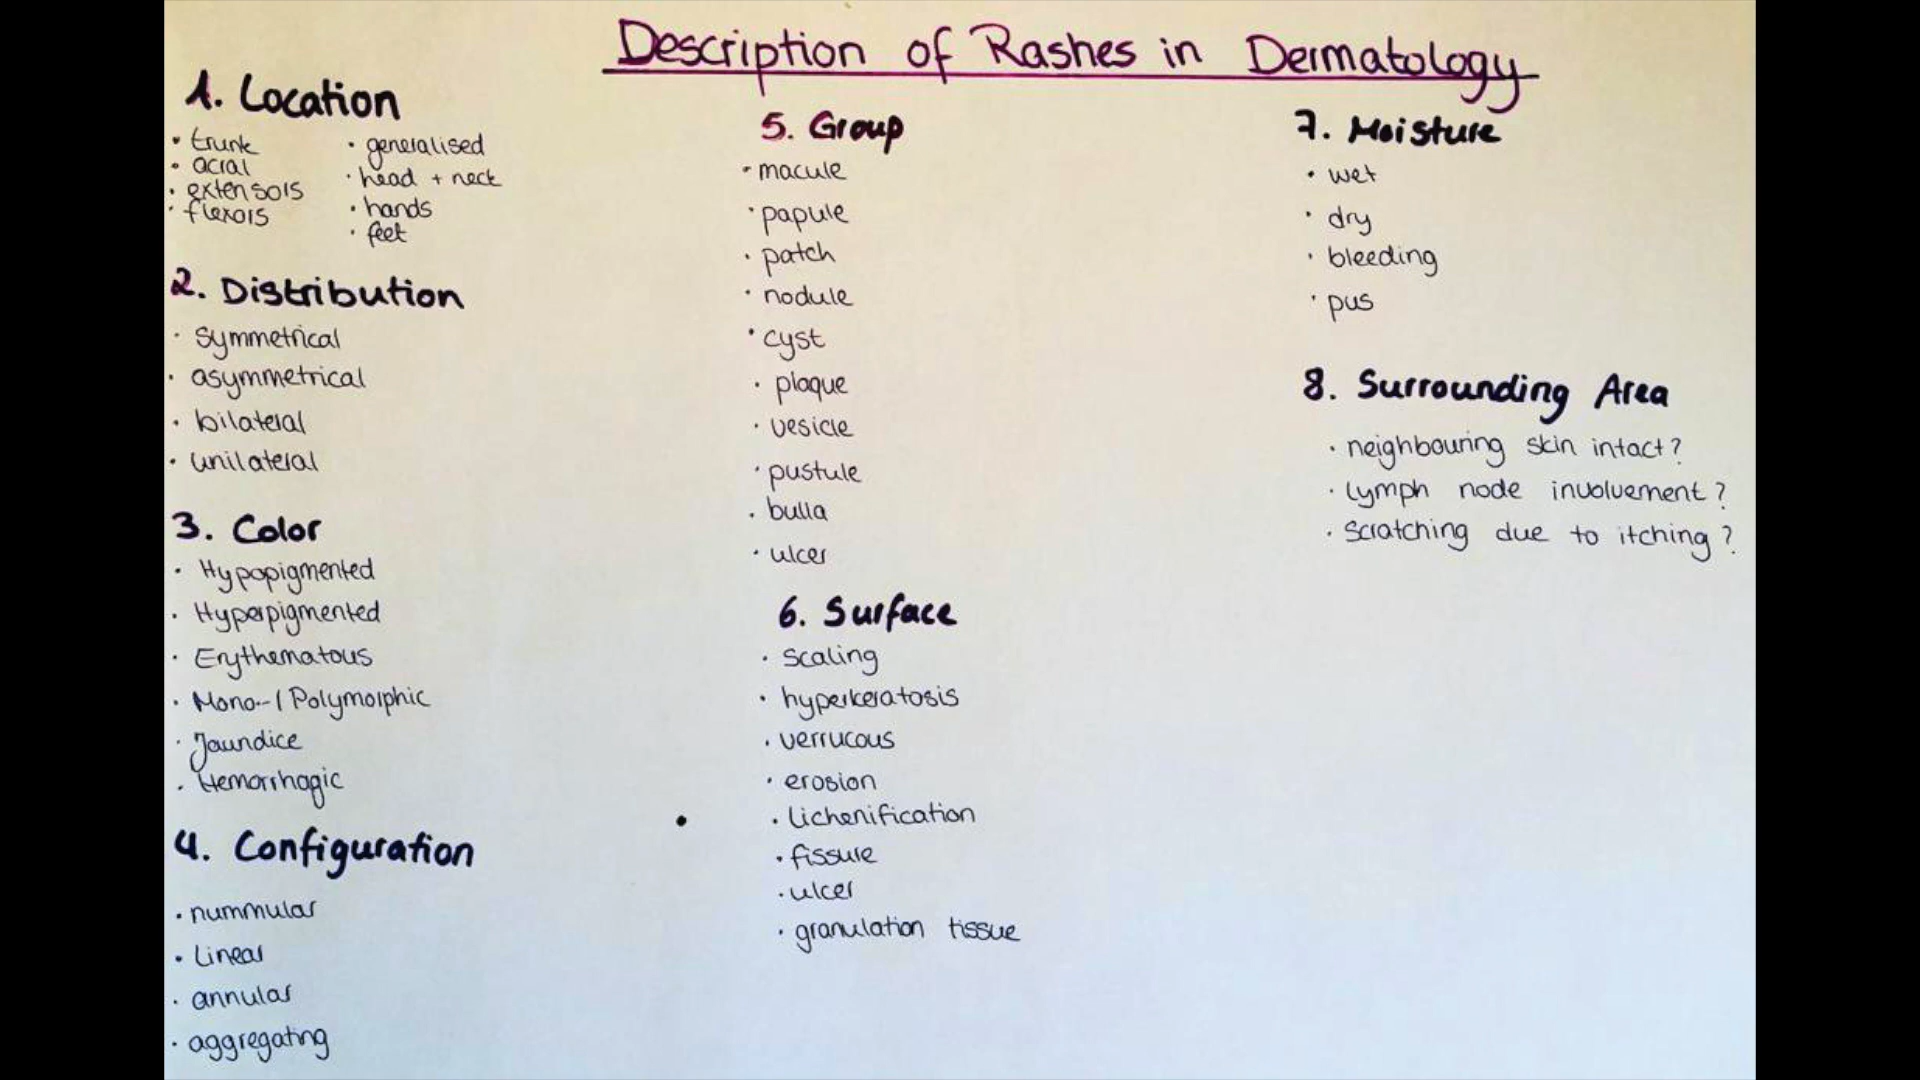 Description of Rashes in Dermatology
1. Location
• trunk
• acral
• extensors
• flexors
• generalised
• head + neck
• hands
• feet
2. Distribution
• symmetrical
• asymmetrical
• bilateral
• unilateral
3. Color
• Hypopigmented
• Hyperpigmented
• Erythematous
• Mono-/Polymorphic
• Jaundice
• Hemorrhagic
4. Configuration
• nummular
• Linear
• annular
• aggregating
5. Group
• macule
• papule
• patch
• nodule
• cyst
• plaque
• vesicle
• pustule
• bulla
• ulcer
6. Surface
• scaling
• hyperkeratosis
• verrucous
• erosion
• Lichenification
• fissure
• ulcer
• granulation tissue
7. Moisture
• wet
• dry
• bleeding
• pus
8. Surrounding Area
• neighbouring skin intact?
• Lymph node involvement?
• Scratching due to itching?